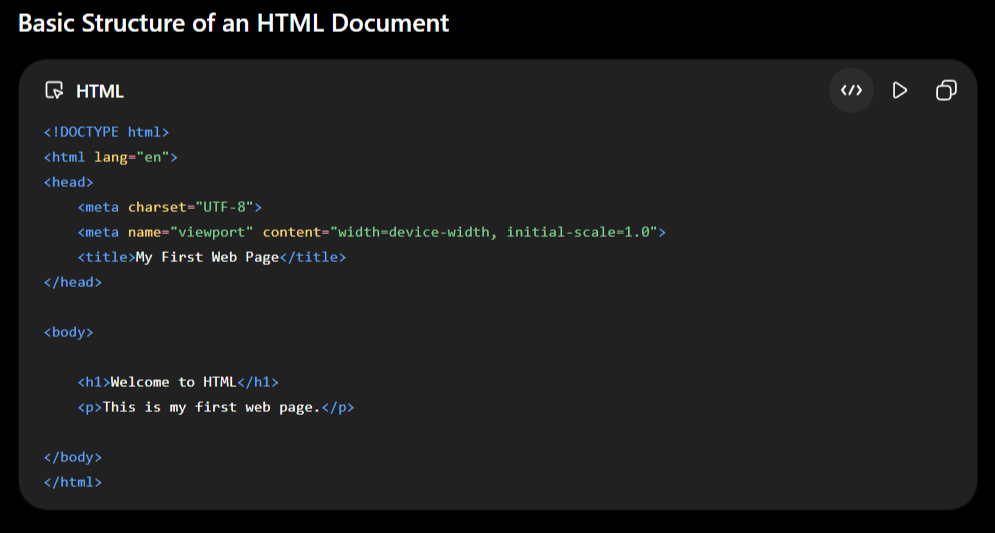 Basic Structure of an HTML Document
HTML
<!DOCTYPE html>
<html lang="en">
<head>
    <meta charset="UTF-8">
    <meta name="viewport" content="width=device-width, initial-scale=1.0">
    <title>My First Web Page</title>
</head>
<body>
    <h1>Welcome to HTML</h1>
    <p>This is my first web page.</p>
</body>
</html>